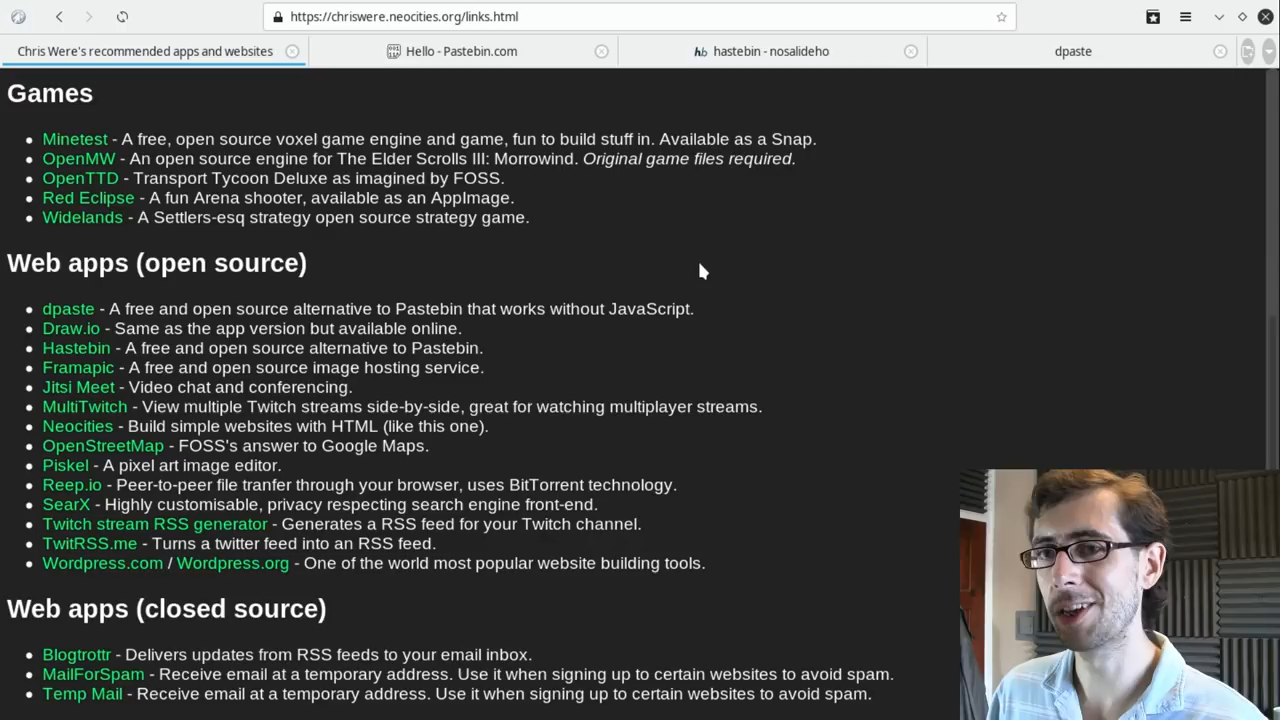 https://chriswere.neocities.org/links.html
Chris Were's recommended apps and websites
Hello - Pastebin.com
hb hastebin - nosalideho
dpaste
Games
Minetest - A free, open source voxel game engine and game, fun to build stuff in. Available as a Snap.
OpenMW - An open source engine for The Elder Scrolls III: Morrowind. Original game files required.
OpenTTD - Transport Tycoon Deluxe as imagined by FOSS.
Red Eclipse - A fun Arena shooter, available as an AppImage.
Widelands - A Settlers-esq strategy open source strategy game.
Web apps (open source)
dpaste - A free and open source alternative to Pastebin that works without JavaScript.
Draw.io - Same as the app version but available online.
Hastebin - A free and open source alternative to Pastebin.
Framapic - A free and open source image hosting service.
Jitsi Meet - Video chat and conferencing.
MultiTwitch - View multiple Twitch streams side-by-side, great for watching multiplayer streams.
Neocities - Build simple websites with HTML (like this one).
OpenStreetMap - FOSS's answer to Google Maps.
Piskel - A pixel art image editor.
Reep.io - Peer-to-peer file tranfer through your browser, uses BitTorrent technology.
SearX - Highly customisable, privacy respecting search engine front-end.
Twitch stream RSS generator - Generates a RSS feed for your Twitch channel.
TwitRSS.me - Turns a twitter feed into an RSS feed.
Wordpress.com / Wordpress.org - One of the world most popular website building tools.
Web apps (closed source)
Blogtrottr - Delivers updates from RSS feeds to your email inbox.
MailForSpam - Receive email at a temporary address. Use it when signing up to certain websites to avoid spam.
Temp Mail - Receive email at a temporary address. Use it when signing up to certain websites to avoid spam.